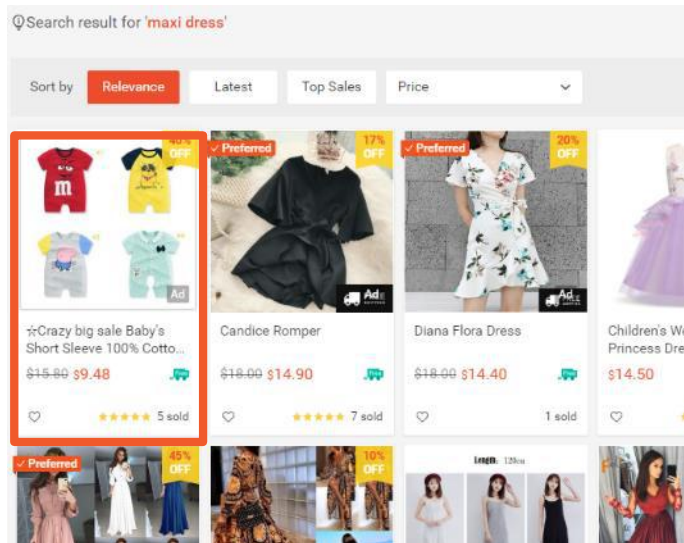 Search result for 'maxi dress'
Sort by
Relevance
Latest
Top Sales
Price
40%
OFF
m
Ad
☆Crazy big sale Baby's
Short Sleeve 100% Cotto...
$15.80 $9.48
5 sold
Preferred
17%
OFF
Ad
Candice Romper
$18.00 $14.90
7 sold
Preferred
20%
OFF
Ad
Diana Flora Dress
$18.00 $14.40
1 sold
Children's W
Princess Dre
$14.50
Preferred
45%
OFF
10%
OFF
Length: 120cm